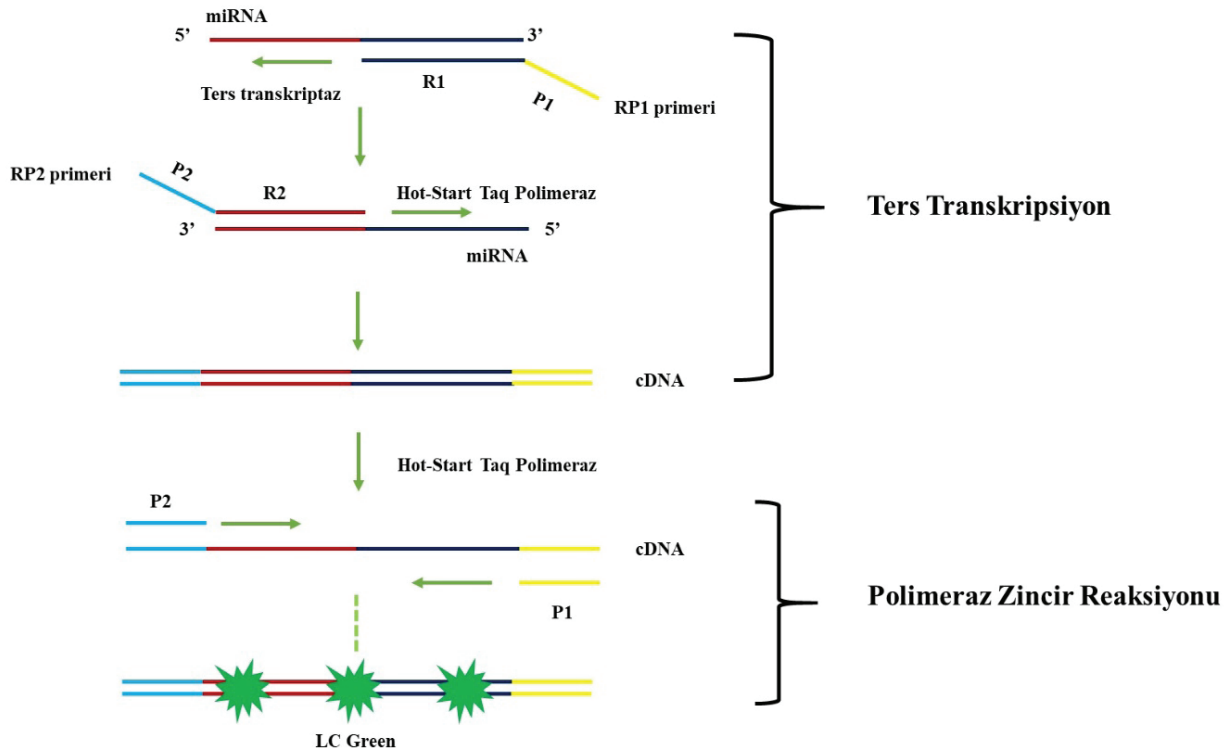 miRNA
5’
3’
R1
Ters transkriptaz
P1
RP1 primeri
RP2 primeri
P2
R2
Hot-Start Taq Polimeraz
3’
5’
miRNA
Ters Transkripsiyon
cDNA
Hot-Start Taq Polimeraz
P2
cDNA
P1
Polimeraz Zincir Reaksiyonu
LC Green